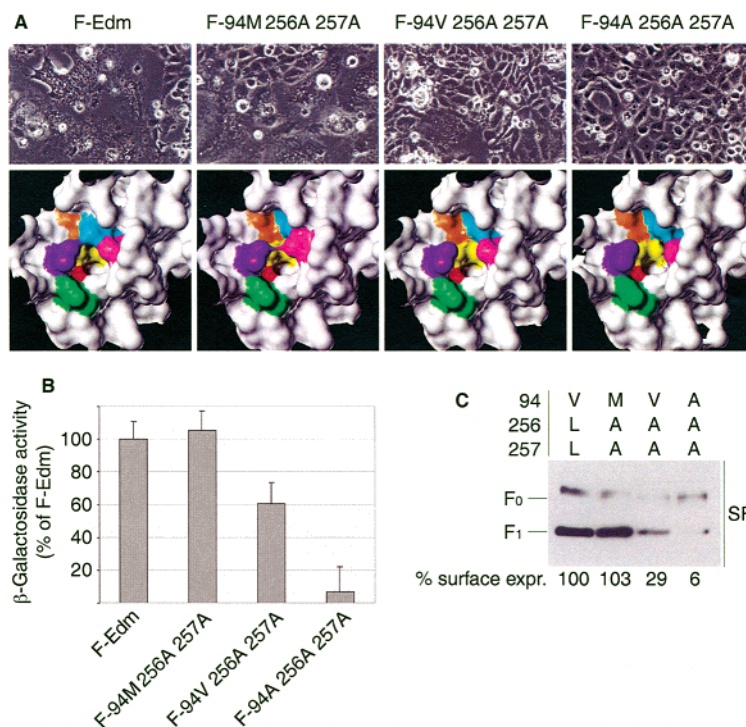 A
F-Edm
F-94M 256A 257A
F-94V 256A 257A
F-94A 256A 257A
B
β-Galactosidase activity
(% of F-Edm)
100
80
60
40
20
F-Edm
F-94M 256A 257A
F-94V 256A 257A
F-94A 256A 257A
C
94 V M V A
256 L A A A
257 L A A A
F0
F1
% surface expr. 100 103 29 6